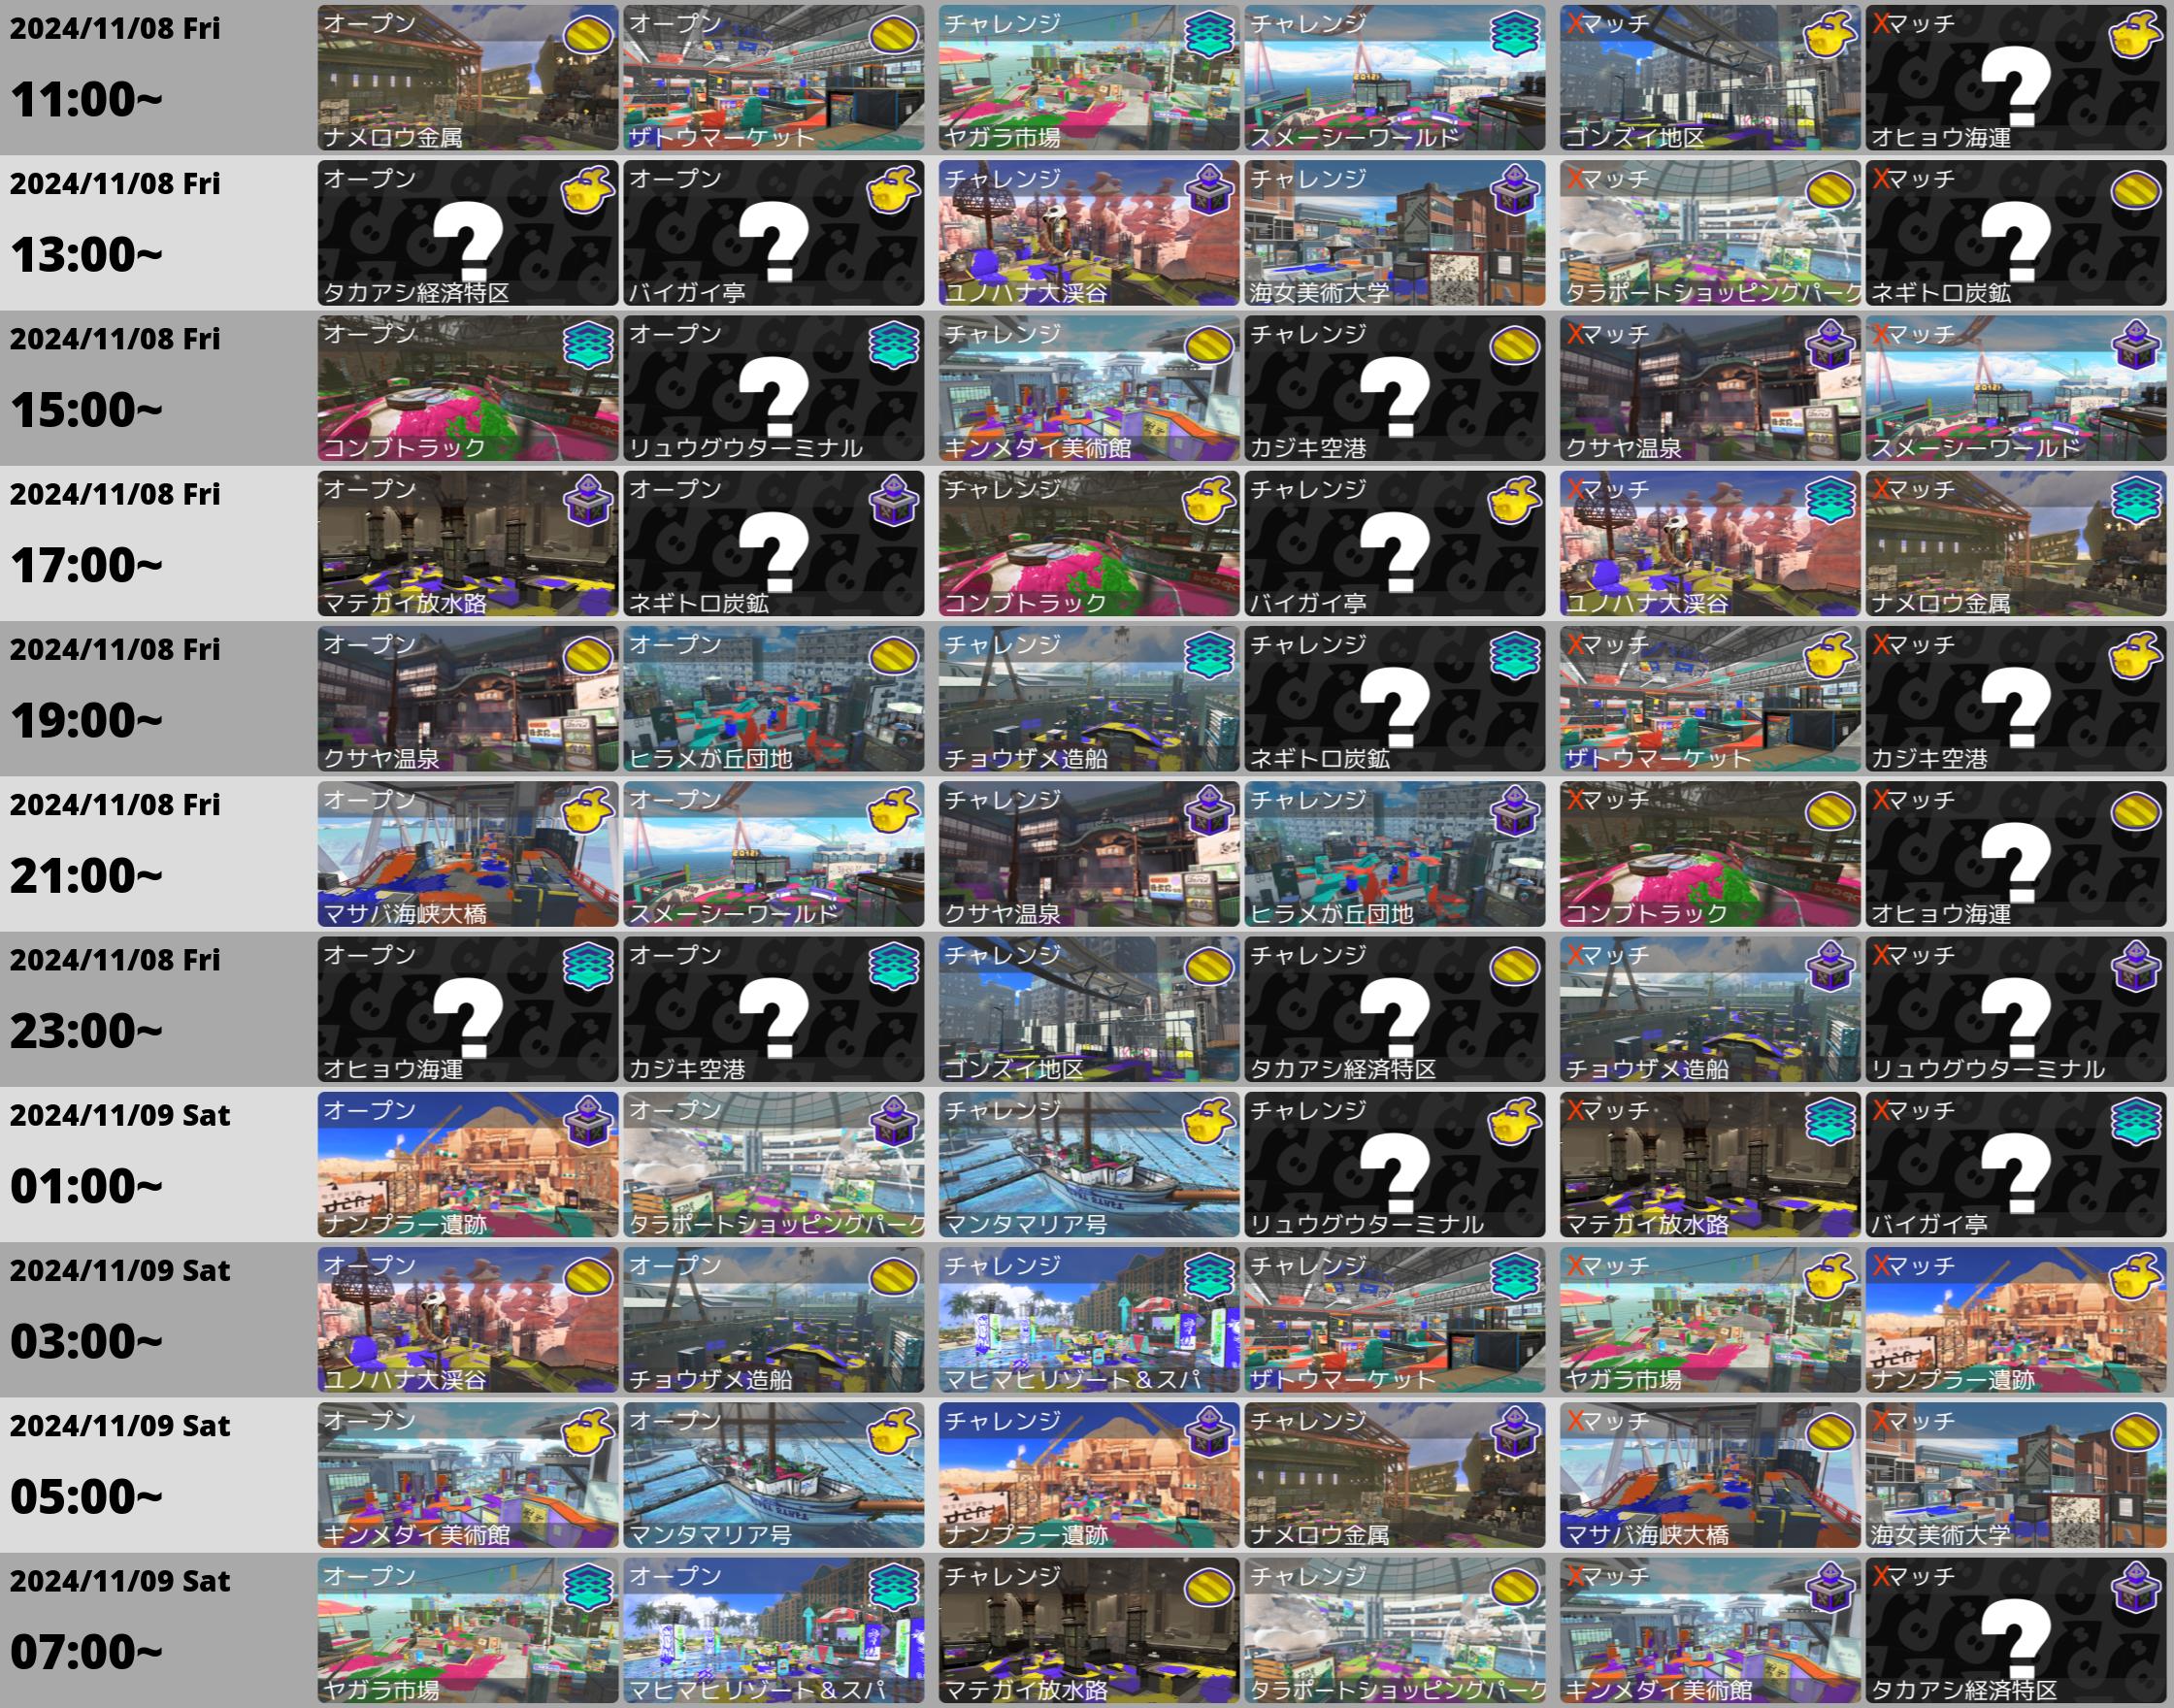 2024/11/08 Fri
11:00~
オープン
ナメロウ金属
オープン
ザトウマーケット
チャレンジ
ヤガラ市場
チャレンジ
スメーシーワールド
Xマッチ
ゴンズイ地区
Xマッチ
?
オヒョウ海運
2024/11/08 Fri
13:00~
オープン
?
タカアシ経済特区
オープン
?
バイガイ亭
チャレンジ
ユノハナ大渓谷
チャレンジ
海女美術大学
Xマッチ
タラポートショッピングパーク
Xマッチ
?
ネギトロ炭鉱
2024/11/08 Fri
15:00~
オープン
コンブトラック
オープン
?
リュウグウターミナル
チャレンジ
キンメダイ美術館
チャレンジ
?
カジキ空港
Xマッチ
クサヤ温泉
Xマッチ
スメーシーワールド
2024/11/08 Fri
17:00~
オープン
マテガイ放水路
オープン
?
ネギトロ炭鉱
チャレンジ
コンブトラック
チャレンジ
?
バイガイ亭
Xマッチ
ユノハナ大渓谷
Xマッチ
ナメロウ金属
2024/11/08 Fri
19:00~
オープン
クサヤ温泉
オープン
ヒラメが丘団地
チャレンジ
チョウザメ造船
チャレンジ
?
ネギトロ炭鉱
Xマッチ
ザトウマーケット
Xマッチ
?
カジキ空港
2024/11/08 Fri
21:00~
オープン
マサバ海峡大橋
オープン
スメーシーワールド
チャレンジ
クサヤ温泉
チャレンジ
ヒラメが丘団地
Xマッチ
コンブトラック
Xマッチ
?
オヒョウ海運
2024/11/08 Fri
23:00~
オープン
?
オヒョウ海運
オープン
?
カジキ空港
チャレンジ
ゴンズイ地区
チャレンジ
?
タカアシ経済特区
Xマッチ
チョウザメ造船
Xマッチ
?
リュウグウターミナル
2024/11/09 Sat
01:00~
オープン
ナンプラー遺跡
オープン
タラポートショッピングパーク
チャレンジ
マンタマリア号
チャレンジ
?
リュウグウターミナル
Xマッチ
マテガイ放水路
Xマッチ
?
バイガイ亭
2024/11/09 Sat
03:00~
オープン
ユノハナ大渓谷
オープン
チョウザメ造船
チャレンジ
マヒマヒリゾート＆スパ
チャレンジ
ザトウマーケット
Xマッチ
ヤガラ市場
Xマッチ
ナンプラー遺跡
2024/11/09 Sat
05:00~
オープン
キンメダイ美術館
オープン
マンタマリア号
チャレンジ
ナンプラー遺跡
チャレンジ
ナメロウ金属
Xマッチ
マサバ海峡大橋
Xマッチ
海女美術大学
2024/11/09 Sat
07:00~
オープン
ヤガラ市場
オープン
マヒマヒリゾート＆スパ
チャレンジ
マテガイ放水路
チャレンジ
タラポートショッピングパーク
Xマッチ
キンメダイ美術館
Xマッチ
?
タカアシ経済特区